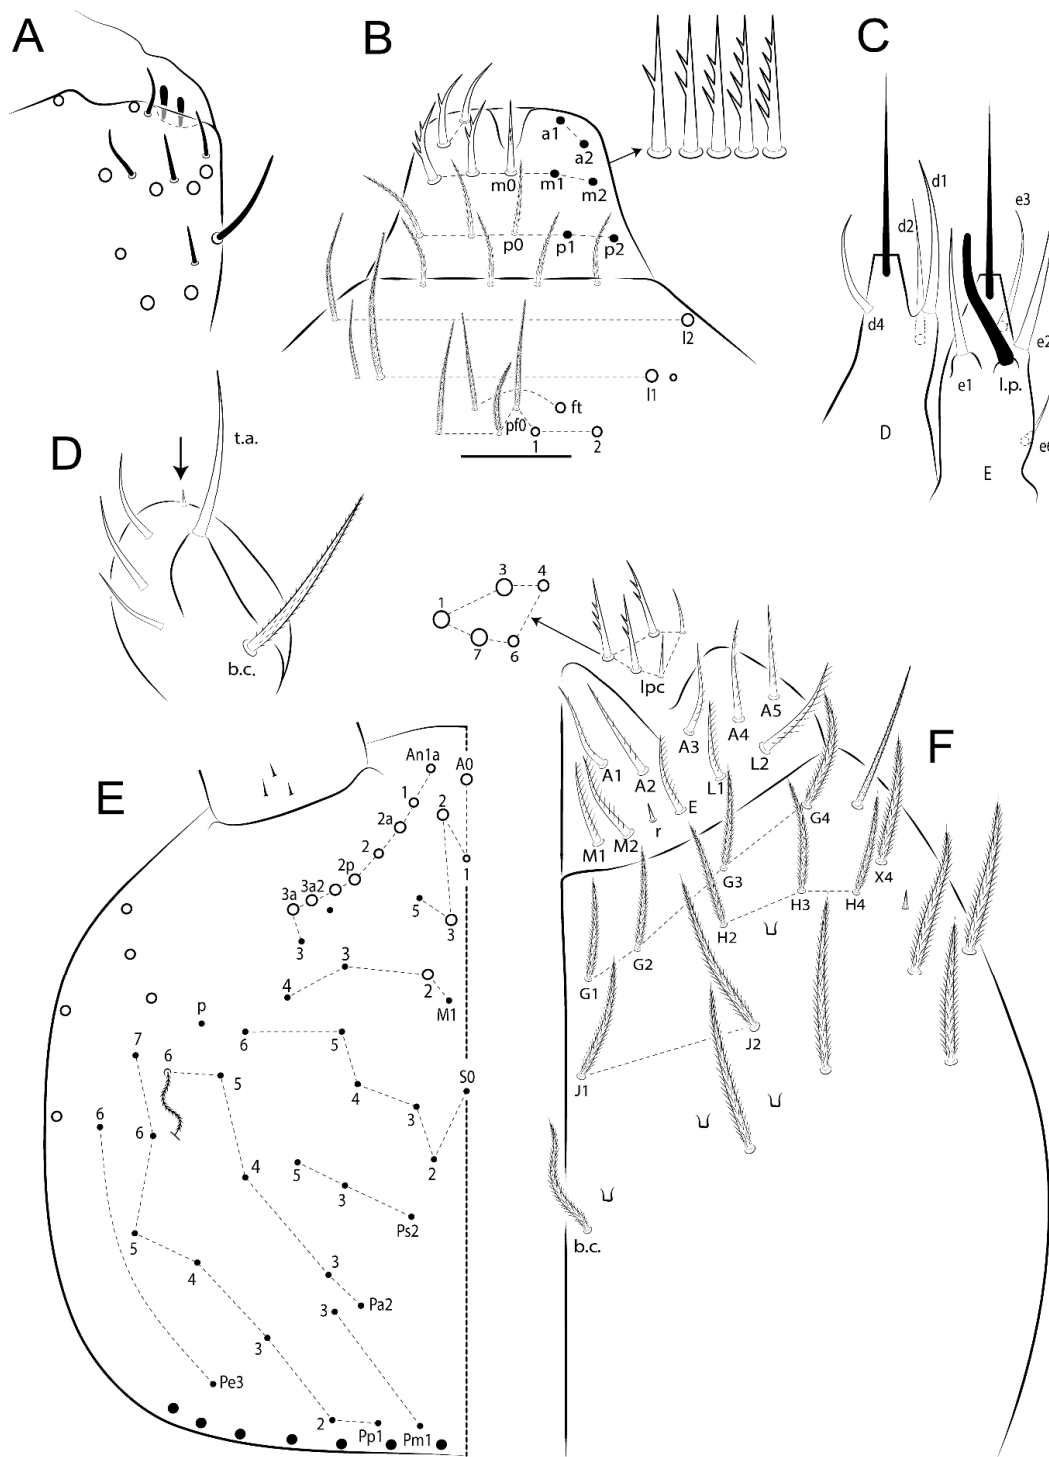 A
B
C
a1
a2
m0
m1
m2
p0
p1
p2
l2
l1
ft
pf0
1
2
d1
d2
d4
D
e3
e2
e1
l.p.
e6
E
D
t.a.
b.c.
3
4
1
7
6
lpc
F
A1
A2
A3
A4
A5
L1
L2
M1
M2
r
E
G1
G2
G3
G4
H2
H3
H4
X4
J1
J2
b.c.
E
An1a
A0
1
2
2a
2
2p
3a2
3a
3
1
5
3
3
4
2
M1
p
6
5
S0
4
3
2
7
6
5
6
6
4
5
3
Ps2
5
4
3
Pa2
3
3
Pe3
2
Pp1
Pm1